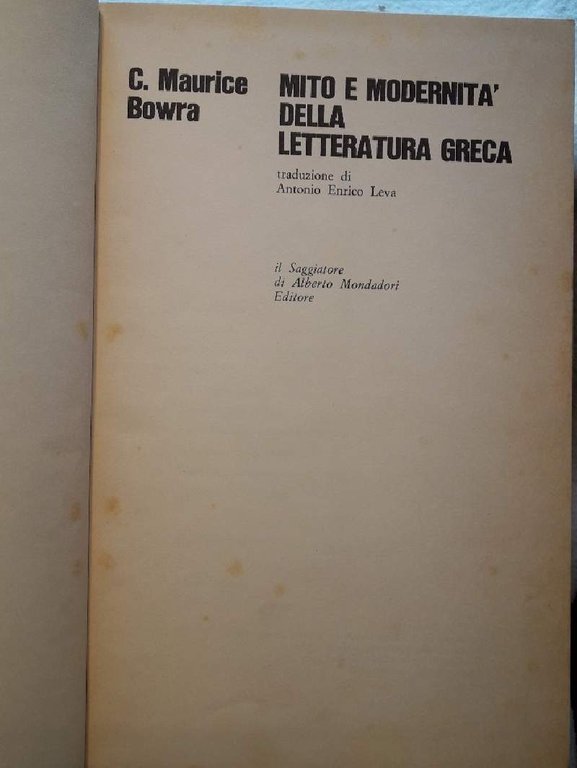 C. Maurice
Bowra
MITO E MODERNITA'
DELLA
LETTERATURA GRECA
traduzione di
Antonio Enrico Leva
il Saggiatore
di Alberto Mondadori
Editore